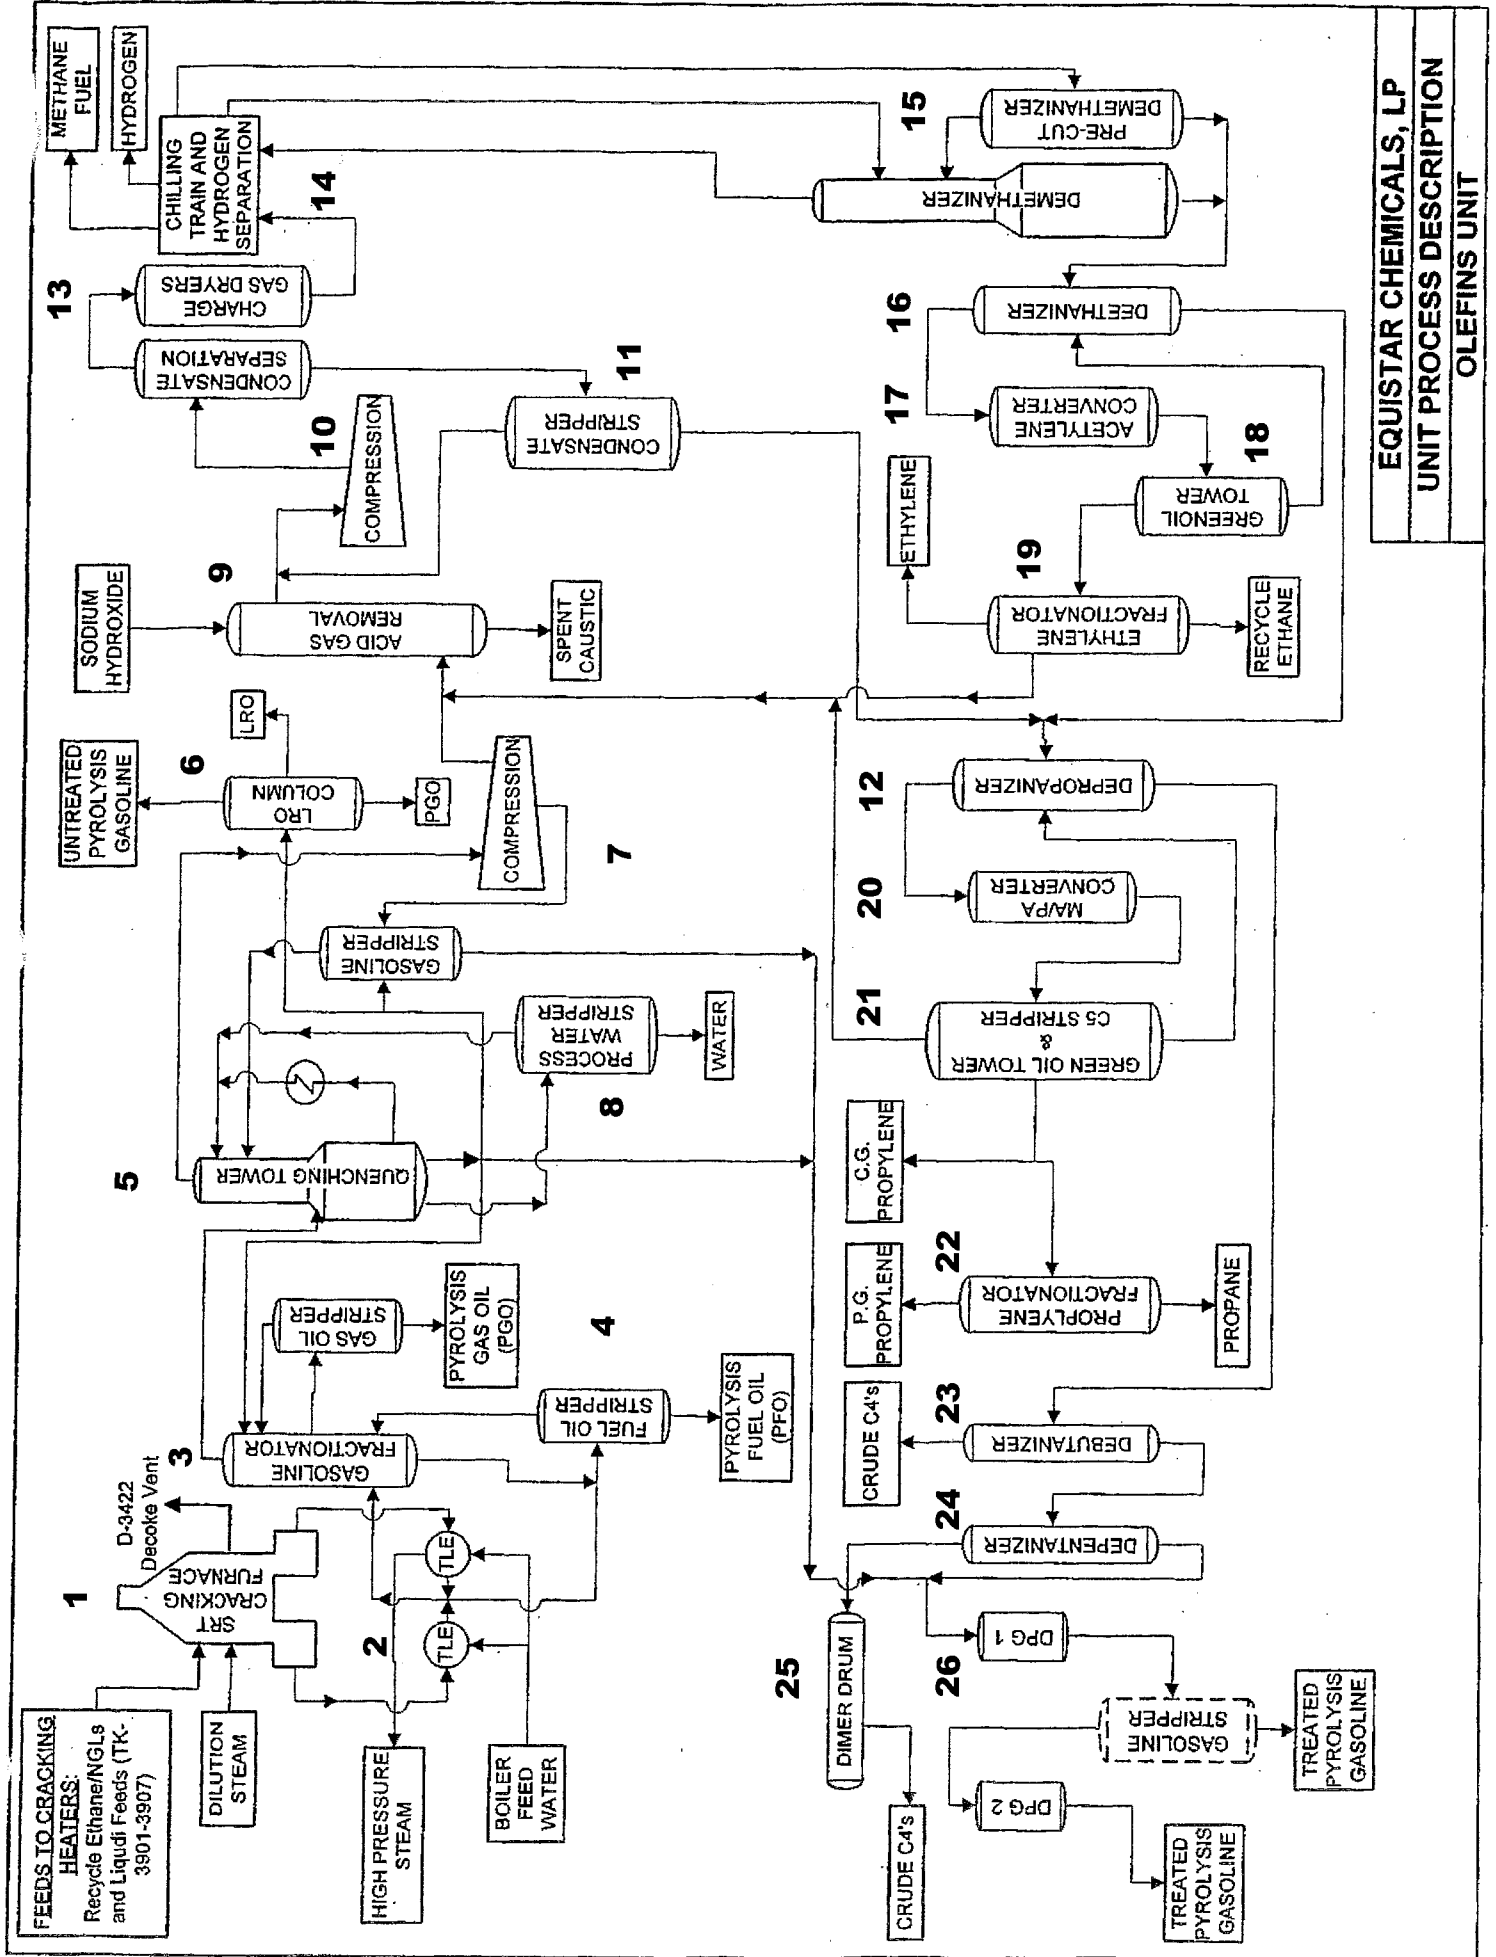 FEEDS TO CRACKING
HEATERS:
Recycle Ethane/NGLs
and Liqudi Feeds (TK-
3901-3907)
DILUTION
STEAM
HIGH PRESSURE
STEAM
BOILER
FEED
WATER
1
SRT
CRACKING
FURNACE
D-3422
Decoke Vent
2
TLE
TLE
3
GASOLINE
FRACTIONATOR
GAS OIL
STRIPPER
PYROLYSIS
GAS OIL
(PGO)
4
FUEL OIL
STRIPPER
PYROLYSIS
FUEL OIL
(PFO)
5
QUENCHING TOWER
8
PROCESS
WATER
STRIPPER
WATER
GASOLINE
STRIPPER
7
COMPRESSION
6
LRO
COLUMN
UNTREATED
PYROLYSIS
GASOLINE
LRO
PGO
SODIUM
HYDROXIDE
9
ACID GAS
REMOVAL
SPENT
CAUSTIC
10
COMPRESSION
11
CONDENSATE
STRIPPER
CONDENSATE
SEPARATION
13
CHARGE
GAS DRYERS
14
CHILLING
TRAIN AND
HYDROGEN
SEPARATION
METHANE
FUEL
HYDROGEN
15
PRE-CUT
DEMETHANIZER
DEMETHANIZER
16
DEETHANIZER
17
ACETYLENE
CONVERTER
18
GREENOIL
TOWER
19
ETHYLENE
FRACTIONATOR
ETHYLENE
RECYCLE
ETHANE
12
DEPROPANIZER
20
MA/PA
CONVERTER
21
GREEN OIL TOWER
&
C5 STRIPPER
C.G.
PROPYLENE
P.G.
PROPYLENE
22
PROPLYENE
FRACTIONATOR
PROPANE
23
DEBUTANIZER
CRUDE C4's
24
DEPENTANIZER
25
DIMER DRUM
CRUDE C4's
26
DPG 1
GASOLINE
STRIPPER
TREATED
PYROLYSIS
GASOLINE
DPG 2
TREATED
PYROLYSIS
GASOLINE
EQUISTAR CHEMICALS, LP
UNIT PROCESS DESCRIPTION
OLEFINS UNIT